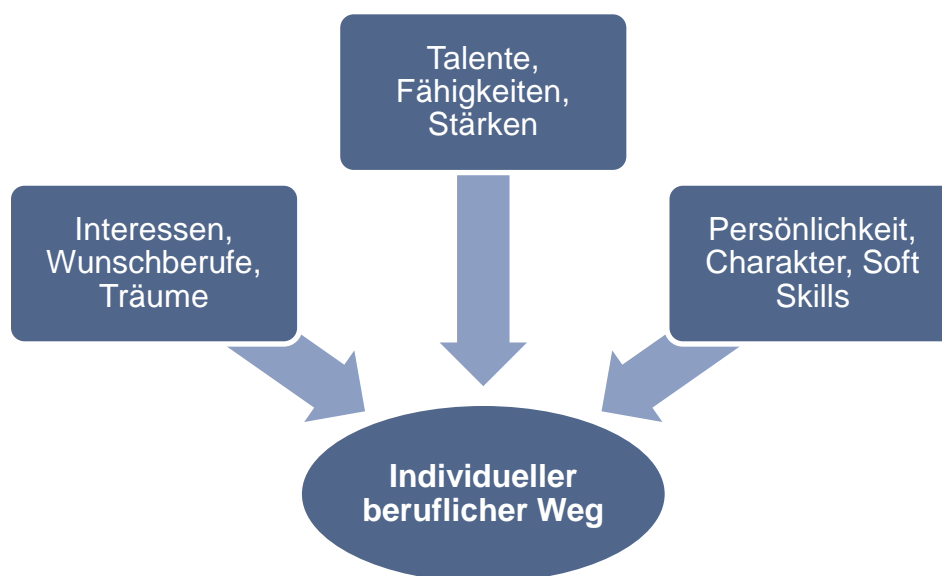 Talente,
Fähigkeiten,
Stärken
Interessen,
Wunschberufe,
Träume
Persönlichkeit,
Charakter, Soft
Skills
Individueller
beruflicher Weg